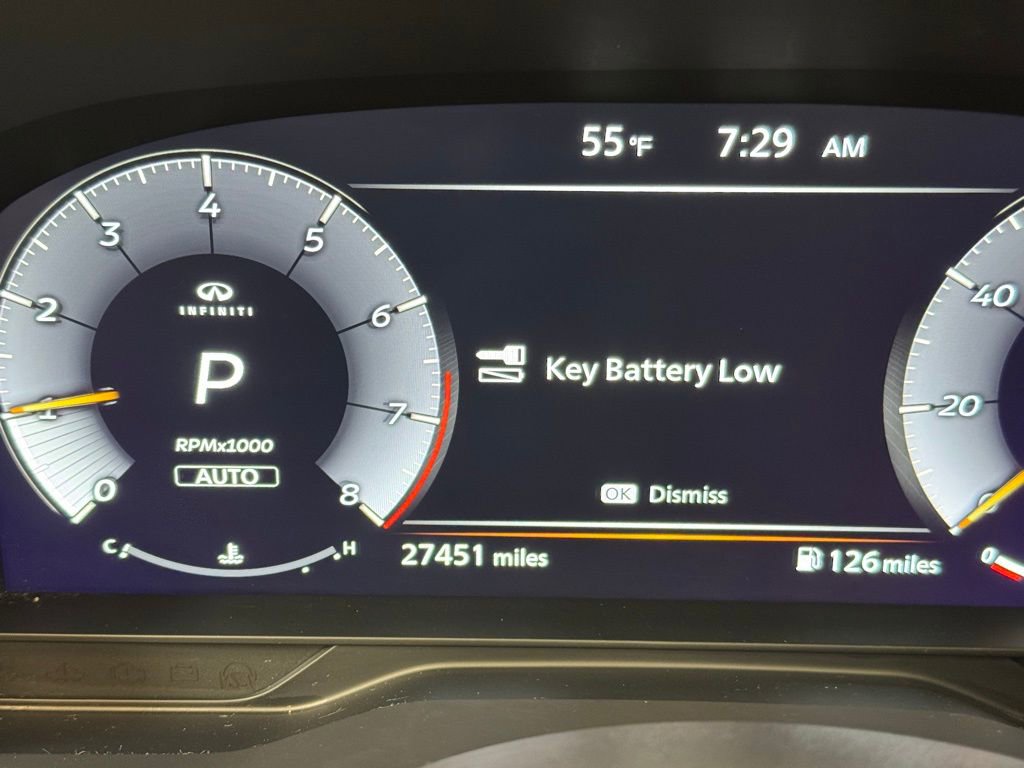 55°F 7:29 AM
4
3 5
2 6
INFINITI
P
1 7
RPMx1000
AUTO
0 8
C H
Key Battery Low
OK Dismiss
27451 miles
126 miles
40
20
0
0